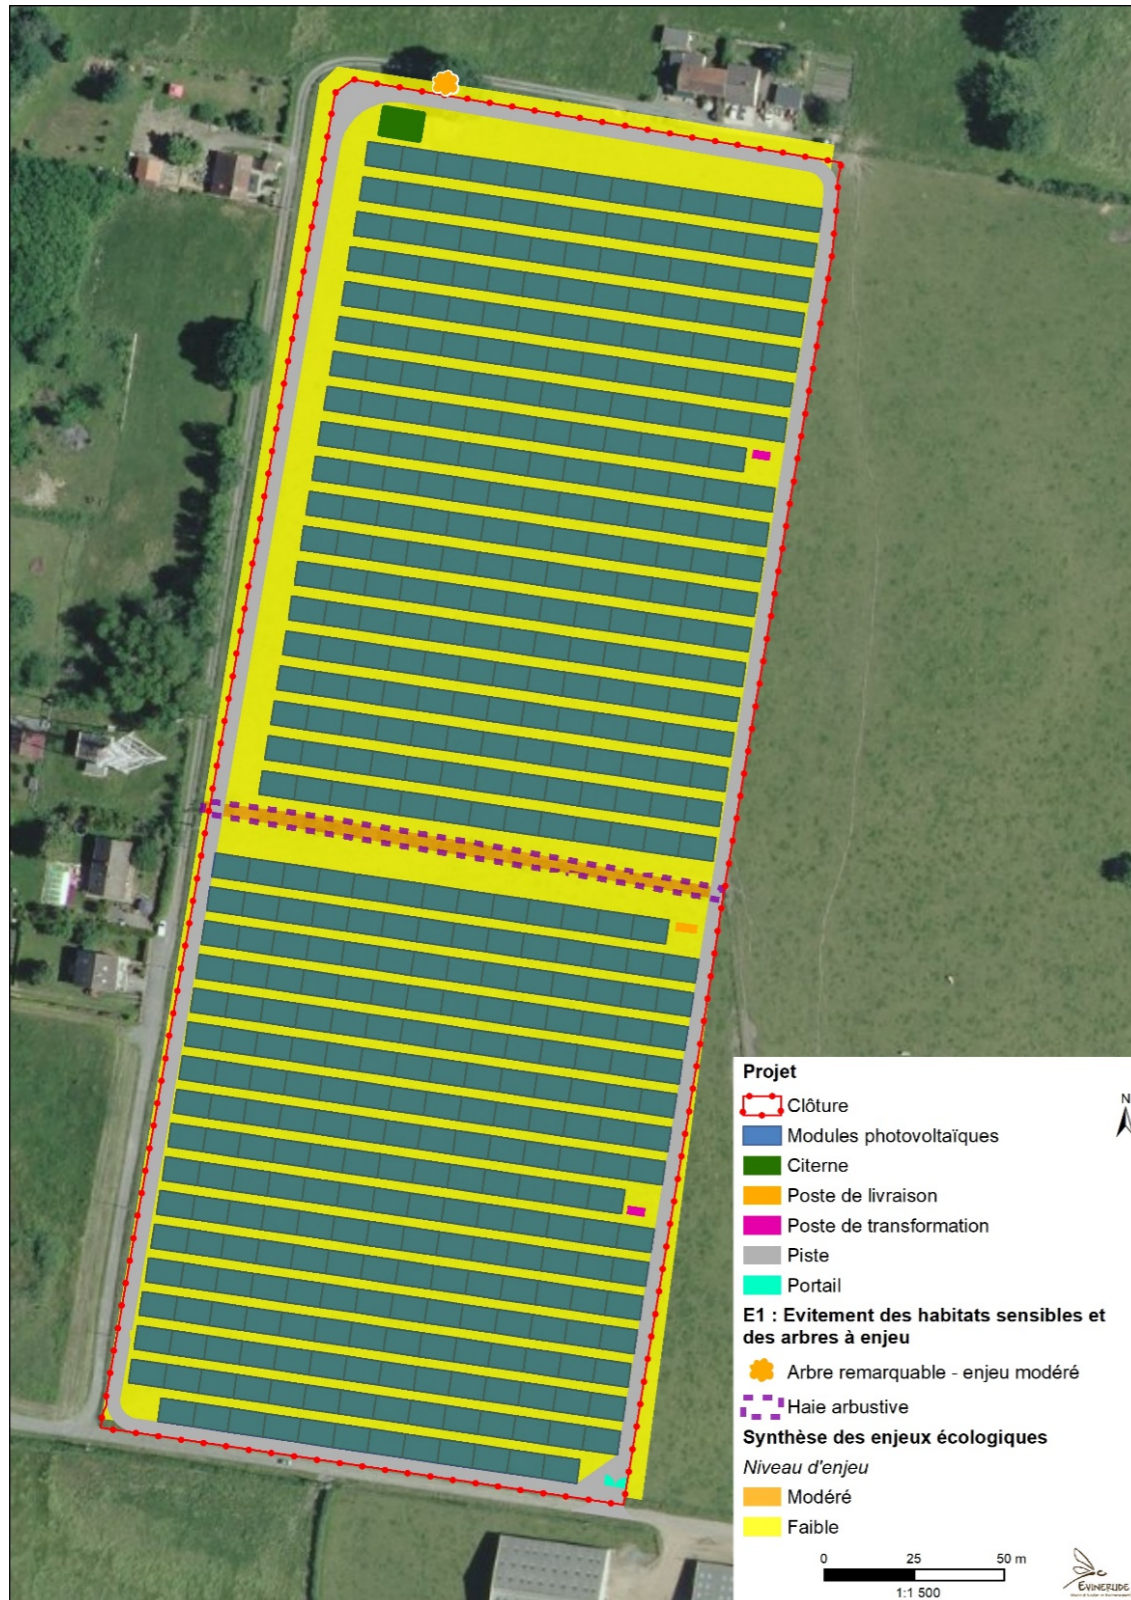 Projet
N
Clôture
Modules photovoltaïques
Citerne
Poste de livraison
Poste de transformation
Piste
Portail
E1 : Evitement des habitats sensibles et
des arbres à enjeu
Arbre remarquable - enjeu modéré
Haie arbustive
Synthèse des enjeux écologiques
Niveau d'enjeu
Modéré
Faible
0 25 50 m
1:1 500
EVINERUDE